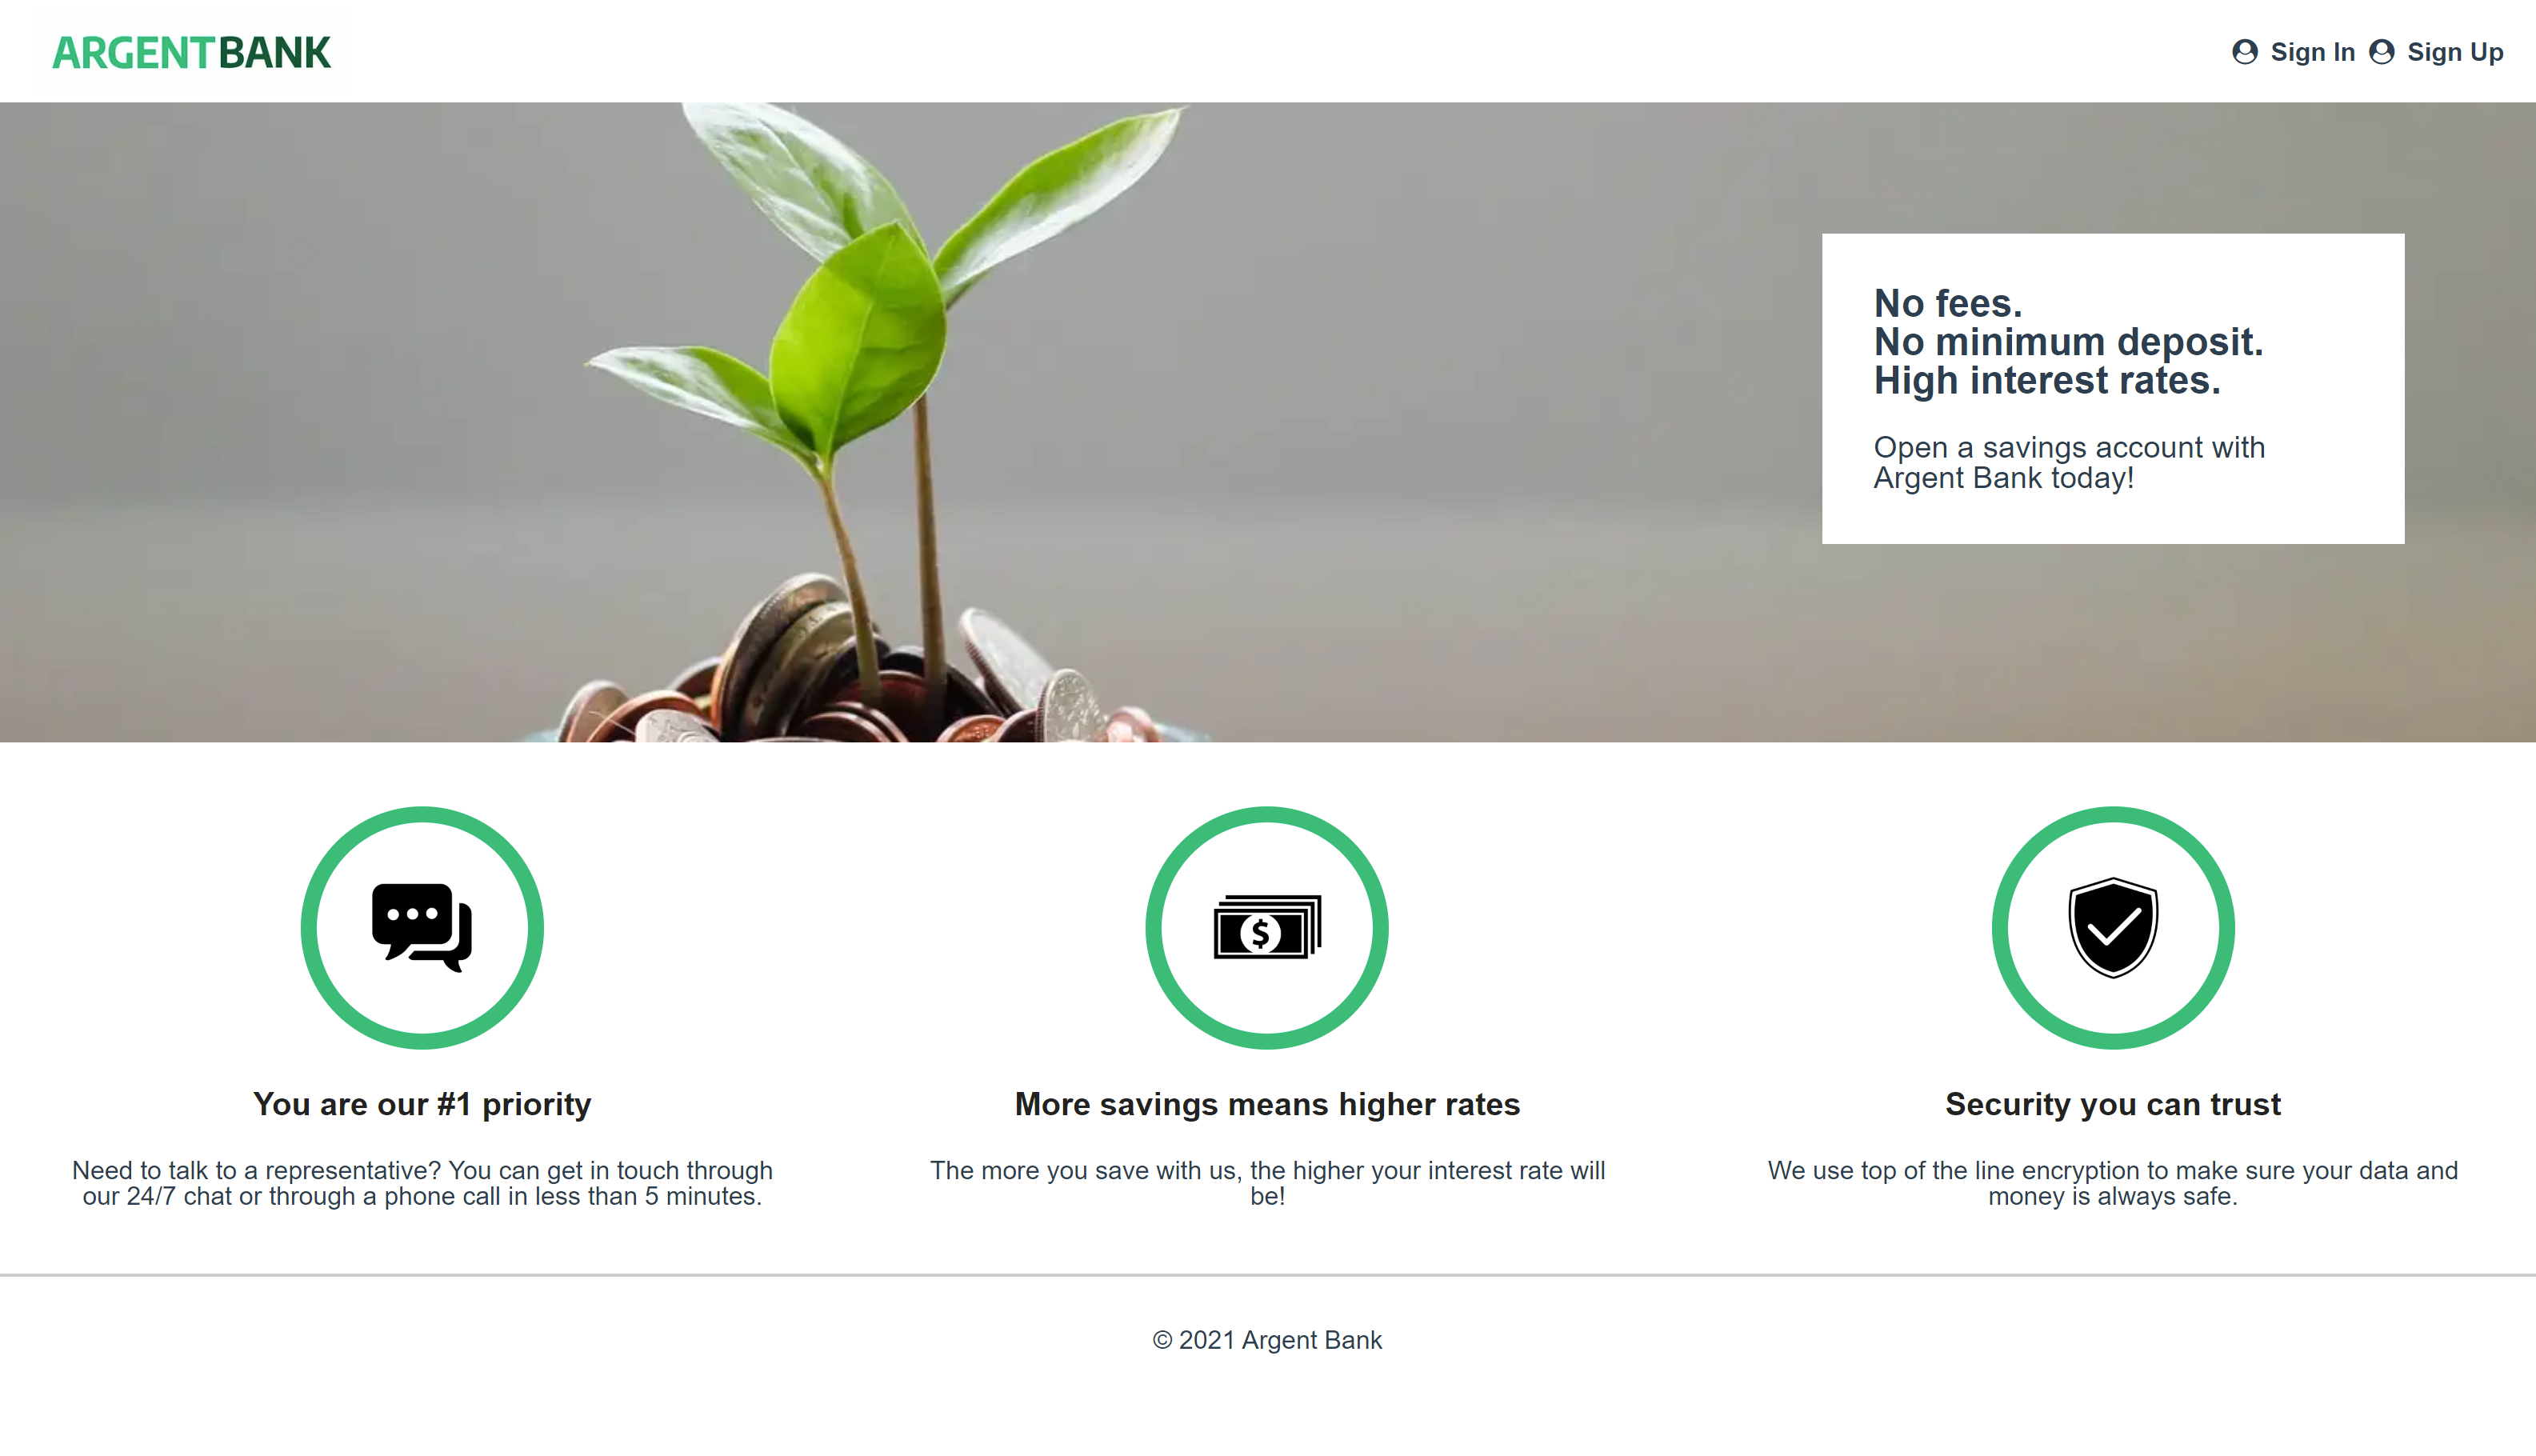 ARGENTBANK
Sign In Sign Up
No fees.
No minimum deposit.
High interest rates.
Open a savings account with
Argent Bank today!
$
You are our #1 priority
Need to talk to a representative? You can get in touch through
our 24/7 chat or through a phone call in less than 5 minutes.
More savings means higher rates
The more you save with us, the higher your interest rate will
be!
Security you can trust
We use top of the line encryption to make sure your data and
money is always safe.
© 2021 Argent Bank